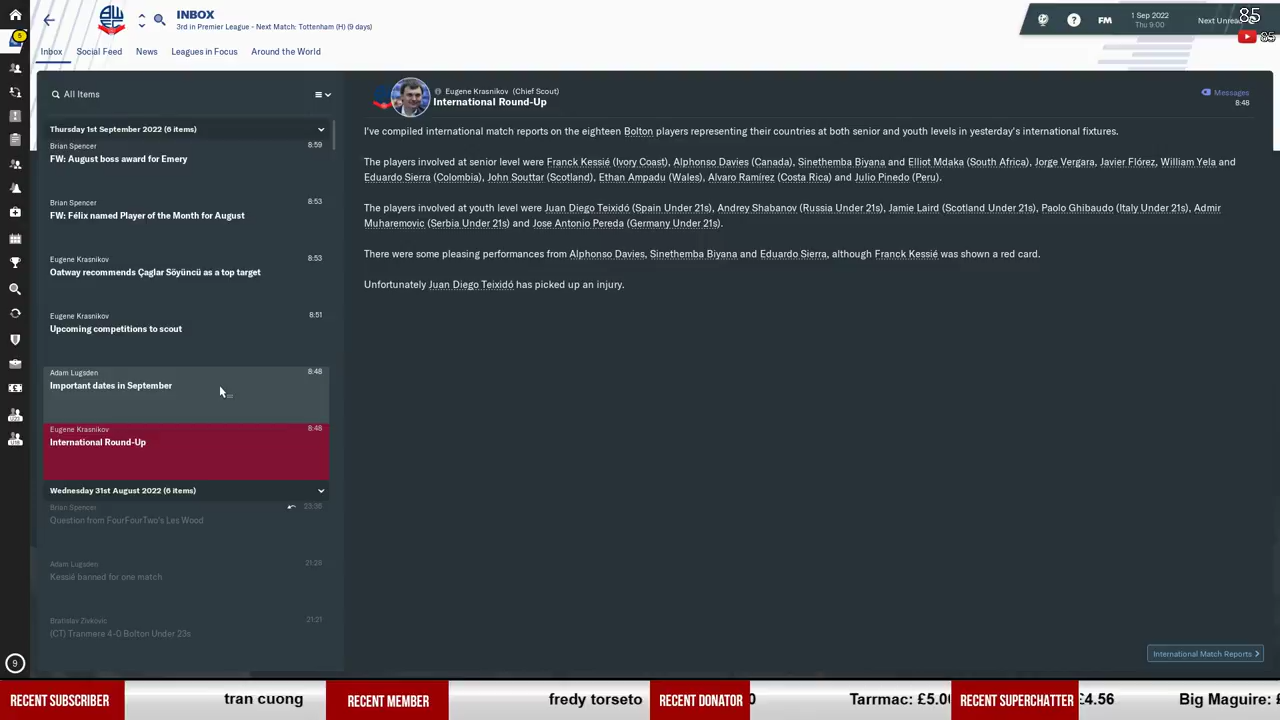 INBOX
3rd in Premier League - Next Match: Tottenham (H) (9 days)
FM
1 Sep 2022
Thu 9:00
Next Unread
85
85
5
Inbox
Social Feed
News
Leagues in Focus
Around the World
All Items
Thursday 1st September 2022 (6 items)
Brian Spencer 8:59
FW: August boss award for Emery
Brian Spencer 8:53
FW: Félix named Player of the Month for August
Eugene Krasnikov 8:53
Oatway recommends Çaglar Söyüncü as a top target
Eugene Krasnikov 8:51
Upcoming competitions to scout
Adam Lugsden 8:48
Important dates in September
Eugene Krasnikov 8:48
International Round-Up
Wednesday 31st August 2022 (6 items)
Brian Spencer 23:36
Question from FourFourTwo's Les Wood
Adam Lugsden 21:28
Kessié banned for one match
Bratislav Zivkovic 21:21
(CT) Tranmere 4-0 Bolton Under 23s
Eugene Krasnikov (Chief Scout)
International Round-Up
Messages
8:48
I've compiled international match reports on the eighteen Bolton players representing their countries at both senior and youth levels in yesterday's international fixtures.
The players involved at senior level were Franck Kessié (Ivory Coast), Alphonso Davies (Canada), Sinethemba Biyana and Elliot Mdaka (South Africa), Jorge Vergara, Javier Flórez, William Yela and
Eduardo Sierra (Colombia), John Souttar (Scotland), Ethan Ampadu (Wales), Alvaro Ramírez (Costa Rica) and Julio Pinedo (Peru).
The players involved at youth level were Juan Diego Teixidó (Spain Under 21s), Andrey Shabanov (Russia Under 21s), Jamie Laird (Scotland Under 21s), Paolo Ghibaudo (Italy Under 21s), Admir
Muharemovic (Serbia Under 21s) and Jose Antonio Pereda (Germany Under 21s).
There were some pleasing performances from Alphonso Davies, Sinethemba Biyana and Eduardo Sierra, although Franck Kessié was shown a red card.
Unfortunately Juan Diego Teixidó has picked up an injury.
International Match Reports
9
RECENT SUBSCRIBER
tran cuong
RECENT MEMBER
fredy torseto
RECENT DONATOR
Tarrmac: £5.0
RECENT SUPERCHATTER
£4.56
Big Maguire: £